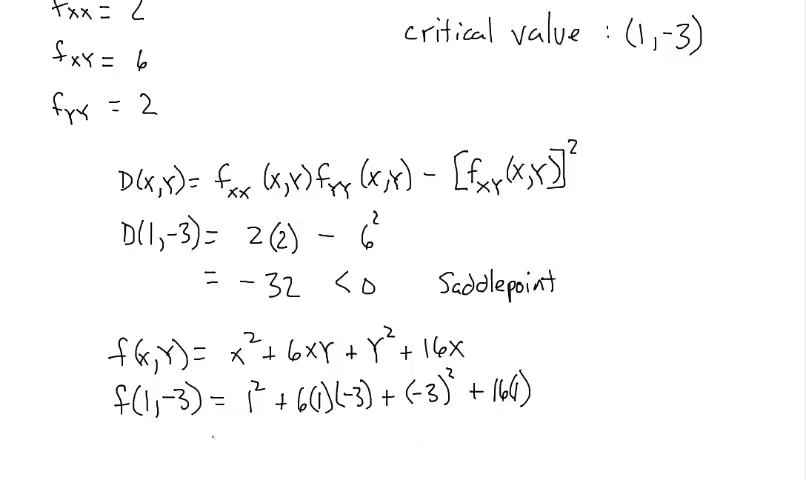 fxx = 2
critical value : (1,-3)
fxy = 6
fyy = 2
D(x,y)= fxx (x,y) fyy (x,y) - [fxy(x,y)]²
D(1,-3)= 2(2) - 6²
= -32 < 0 Saddlepoint
f(x,y)= x²+ 6xy + y² + 16x
f(1,-3) = 1² + 6(1)(-3) + (-3)² + 16(1)